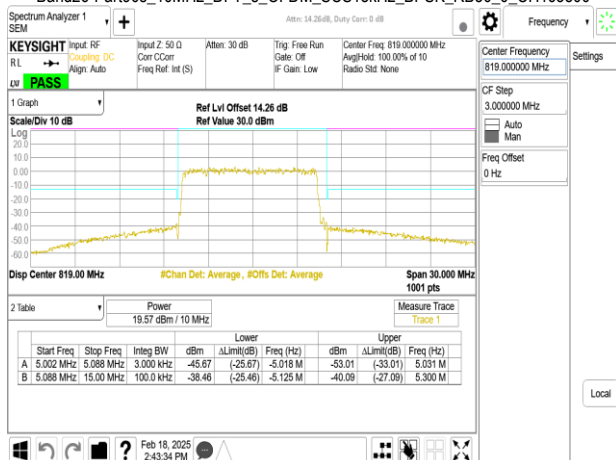 Spectrum Analyzer 1
SEM
Attn: 14.26dB, Duty Corr: 0 dB
Frequency
KEYSIGHT
Input: RF
Input Z: 50 Ω
Atten: 30 dB
Trig: Free Run
Center Freq: 819.000000 MHz
RL
Coupling: DC
Corr CCorr
Gate: Off
Avg|Hold: 100.00% of 10
Align: Auto
Freq Ref: Int (S)
IF Gain: Low
Radio Std: None
LXI
PASS
Center Frequency
819.000000 MHz
Settings
CF Step
3.000000 MHz
Auto
Man
Freq Offset
0 Hz
1 Graph
Ref Lvl Offset 14.26 dB
Scale/Div 10 dB
Ref Value 30.0 dBm
Log
20.0
10.0
0.00
-10.0
-20.0
-30.0
-40.0
-50.0
-60.0
Disp Center 819.00 MHz
#Chan Det: Average , #Offs Det: Average
Span 30.000 MHz
1001 pts
2 Table
Power
19.57 dBm / 10 MHz
Measure Trace
Trace 1
Lower Upper
Start Freq Stop Freq Integ BW dBm ΔLimit(dB) Freq (Hz) dBm ΔLimit(dB) Freq (Hz)
A 5.002 MHz 5.088 MHz 3.000 kHz -45.67 (-25.67) -5.018 M -53.01 (-33.01) 5.031 M
B 5.088 MHz 15.00 MHz 100.0 kHz -38.46 (-25.46) -5.125 M -40.09 (-27.09) 5.300 M
Local
Feb 18, 2025
2:43:34 PM